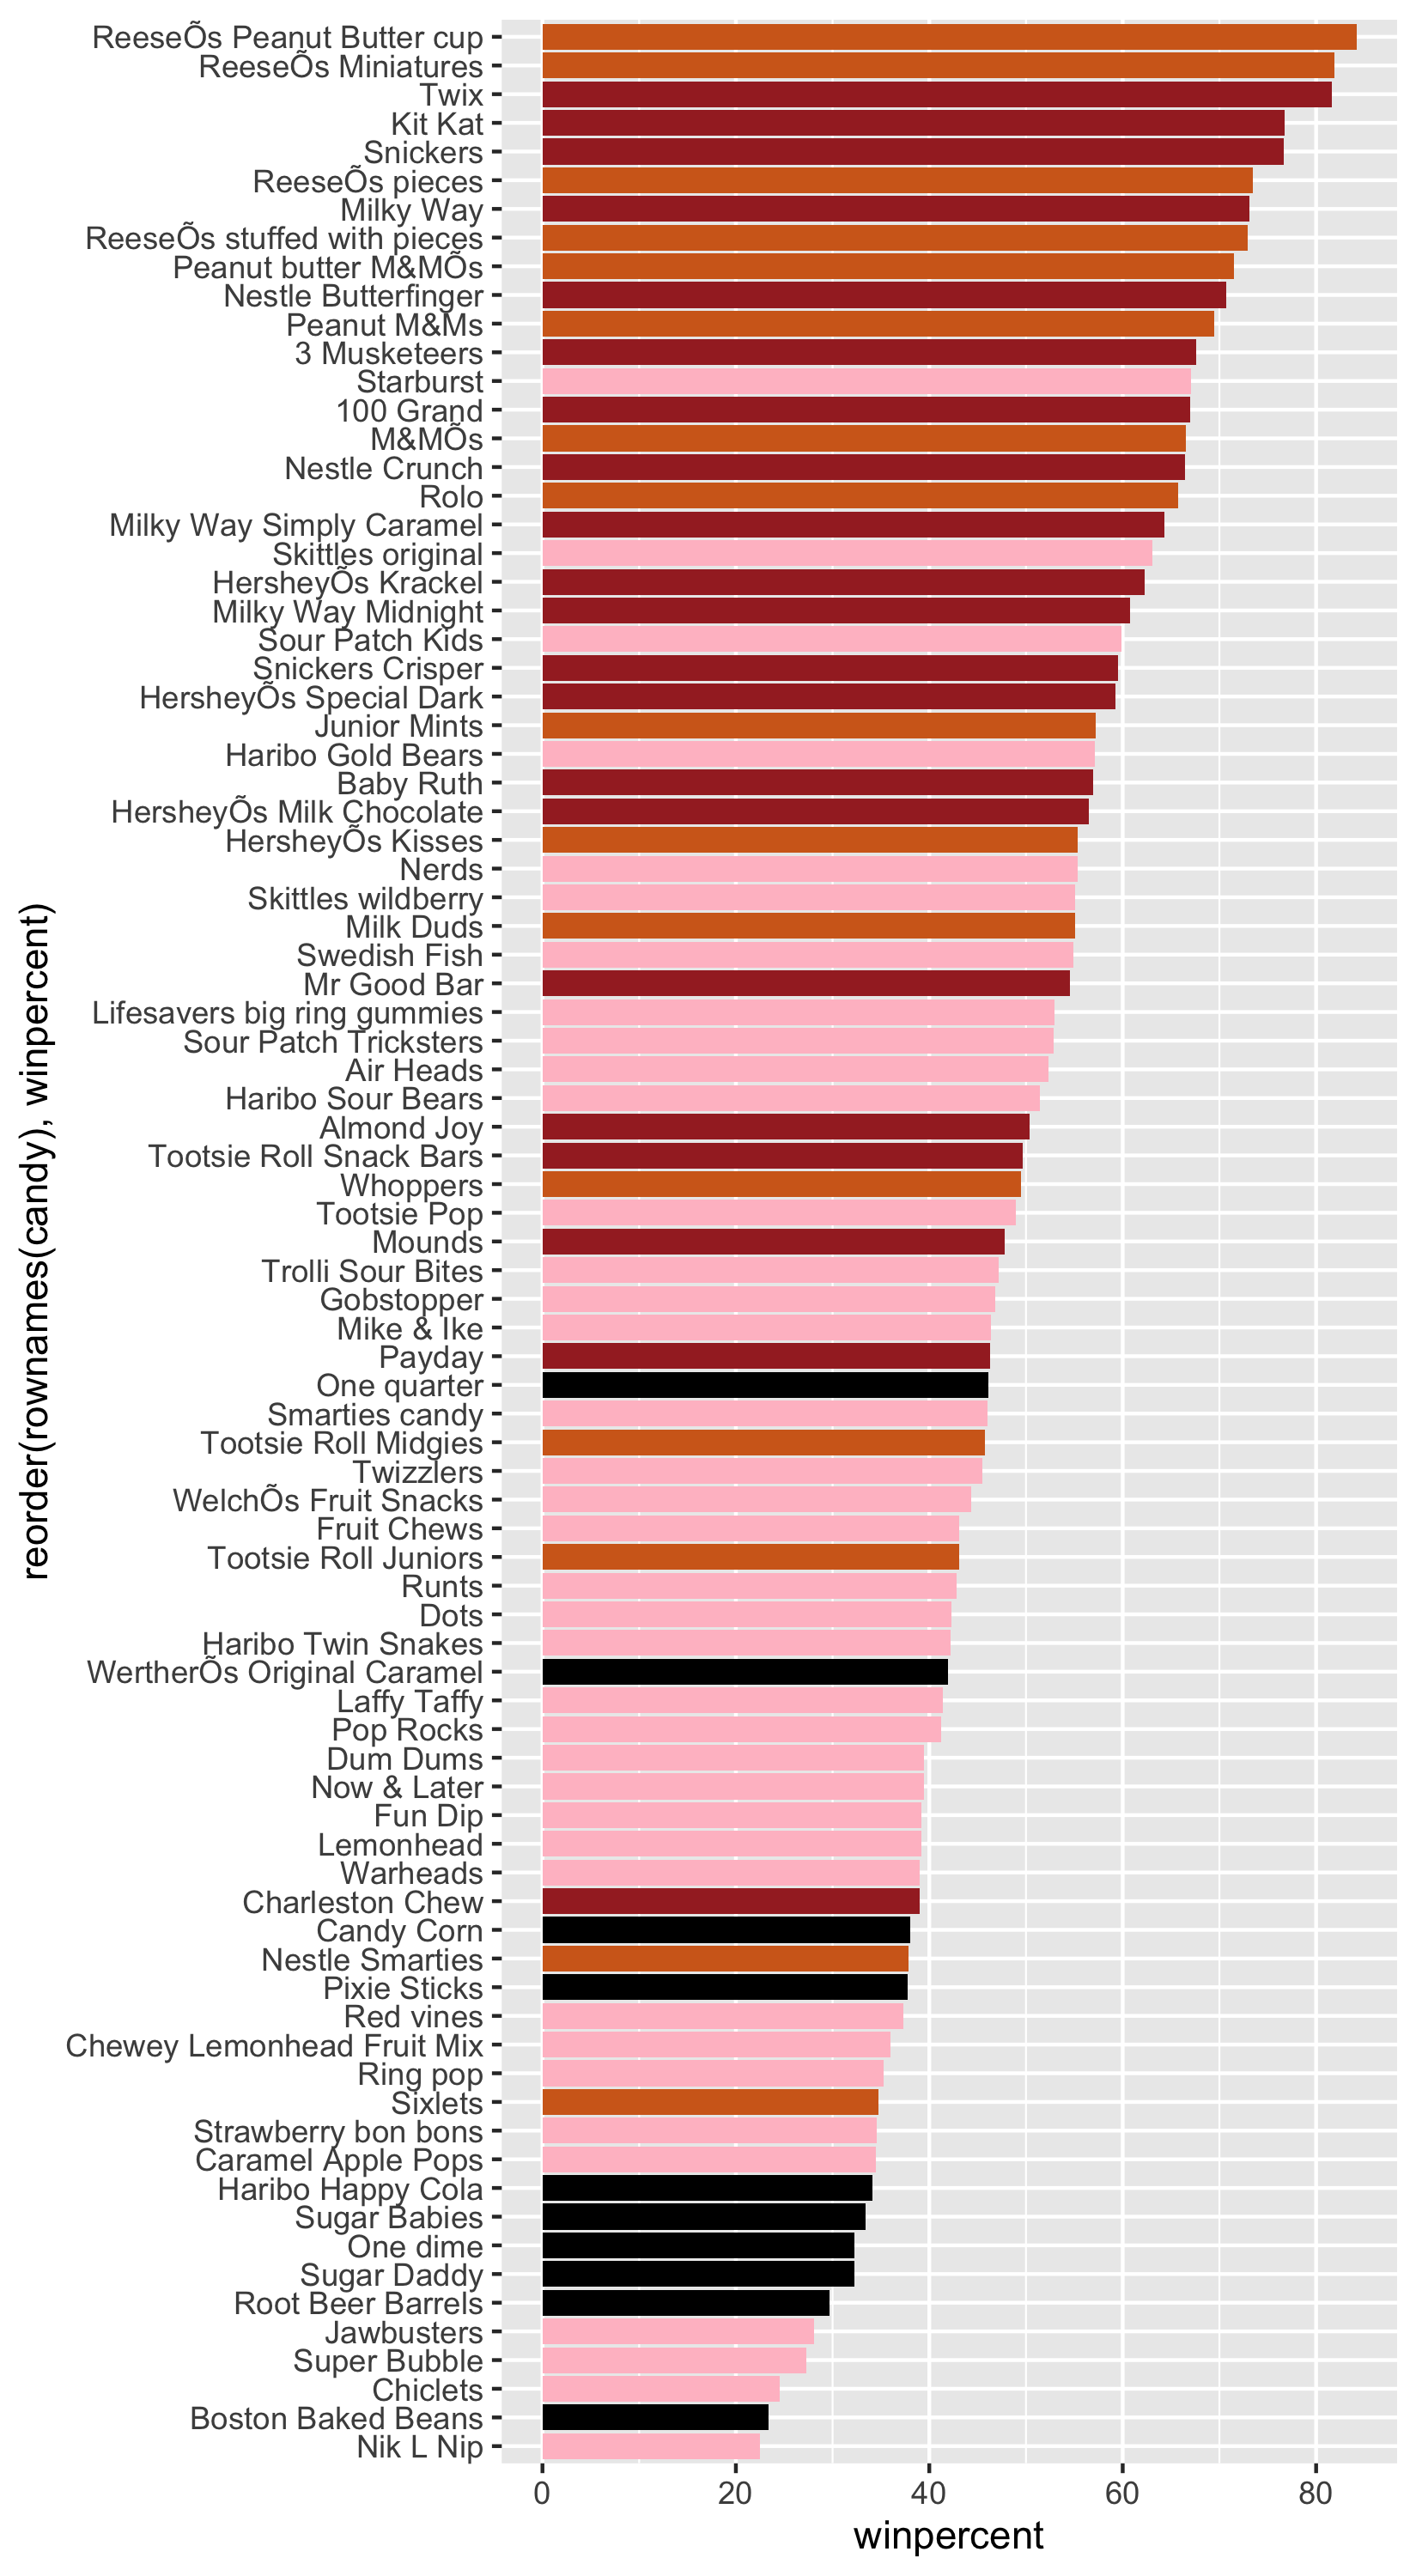 ReeseÕs Peanut Butter cup
ReeseÕs Miniatures
Twix
Kit Kat
Snickers
ReeseÕs pieces
Milky Way
ReeseÕs stuffed with pieces
Peanut butter M&MÕs
Nestle Butterfinger
Peanut M&Ms
3 Musketeers
Starburst
100 Grand
M&MÕs
Nestle Crunch
Rolo
Milky Way Simply Caramel
Skittles original
HersheyÕs Krackel
Milky Way Midnight
Sour Patch Kids
Snickers Crisper
HersheyÕs Special Dark
Junior Mints
Haribo Gold Bears
Baby Ruth
HersheyÕs Milk Chocolate
HersheyÕs Kisses
Nerds
Skittles wildberry
Milk Duds
Swedish Fish
Mr Good Bar
Lifesavers big ring gummies
Sour Patch Tricksters
Air Heads
Haribo Sour Bears
Almond Joy
Tootsie Roll Snack Bars
Whoppers
Tootsie Pop
Mounds
Trolli Sour Bites
Gobstopper
Mike & Ike
Payday
One quarter
Smarties candy
Tootsie Roll Midgies
Twizzlers
WelchÕs Fruit Snacks
Fruit Chews
Tootsie Roll Juniors
Runts
Dots
Haribo Twin Snakes
WertherÕs Original Caramel
Laffy Taffy
Pop Rocks
Dum Dums
Now & Later
Fun Dip
Lemonhead
Warheads
Charleston Chew
Candy Corn
Nestle Smarties
Pixie Sticks
Red vines
Chewey Lemonhead Fruit Mix
Ring pop
Sixlets
Strawberry bon bons
Caramel Apple Pops
Haribo Happy Cola
Sugar Babies
One dime
Sugar Daddy
Root Beer Barrels
Jawbusters
Super Bubble
Chiclets
Boston Baked Beans
Nik L Nip
0 20 40 60 80
winpercent
reorder(rownames(candy), winpercent)